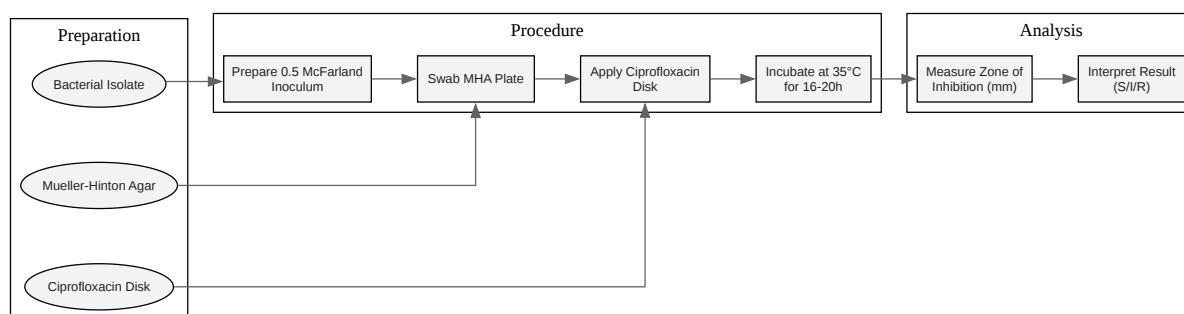 Preparation
Bacterial Isolate
Mueller-Hinton Agar
Ciprofloxacin Disk
Procedure
Prepare 0.5 McFarland
Inoculum
Swab MHA Plate
Apply Ciprofloxacin
Disk
Incubate at 35°C
for 16-20h
Analysis
Measure Zone of
Inhibition (mm)
Interpret Result
(S/I/R)